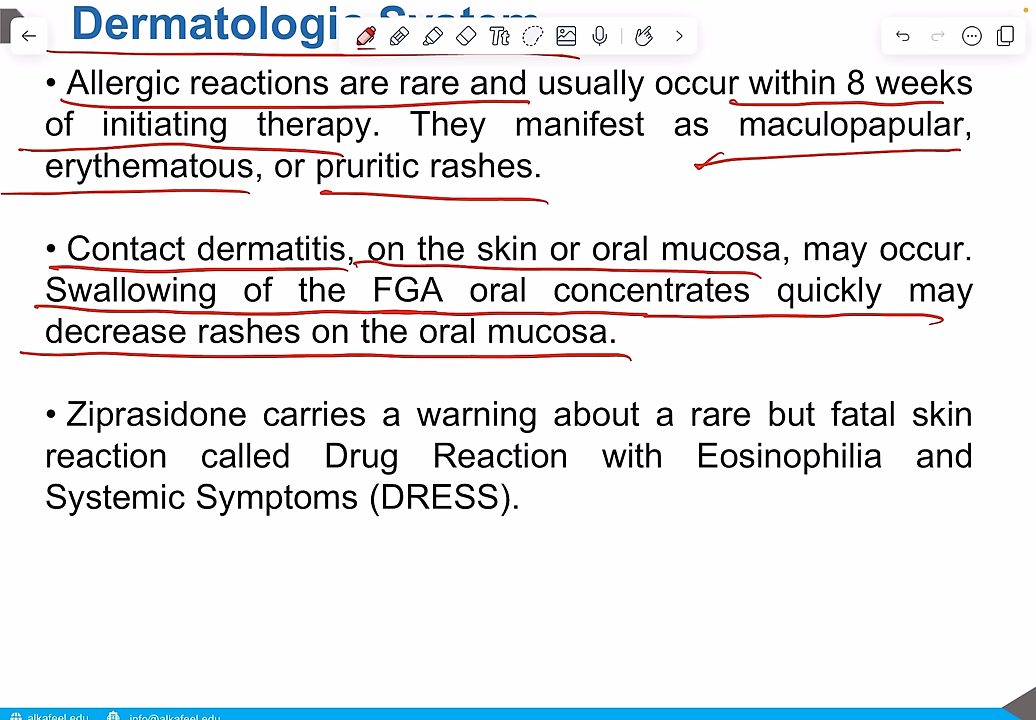 Dermatologic System
• Allergic reactions are rare and usually occur within 8 weeks
of initiating therapy. They manifest as maculopapular,
erythematous, or pruritic rashes.
• Contact dermatitis, on the skin or oral mucosa, may occur.
Swallowing of the FGA oral concentrates quickly may
decrease rashes on the oral mucosa.
• Ziprasidone carries a warning about a rare but fatal skin
reaction called Drug Reaction with Eosinophilia and
Systemic Symptoms (DRESS).
alkafeel.edu info@alkafeel.edu